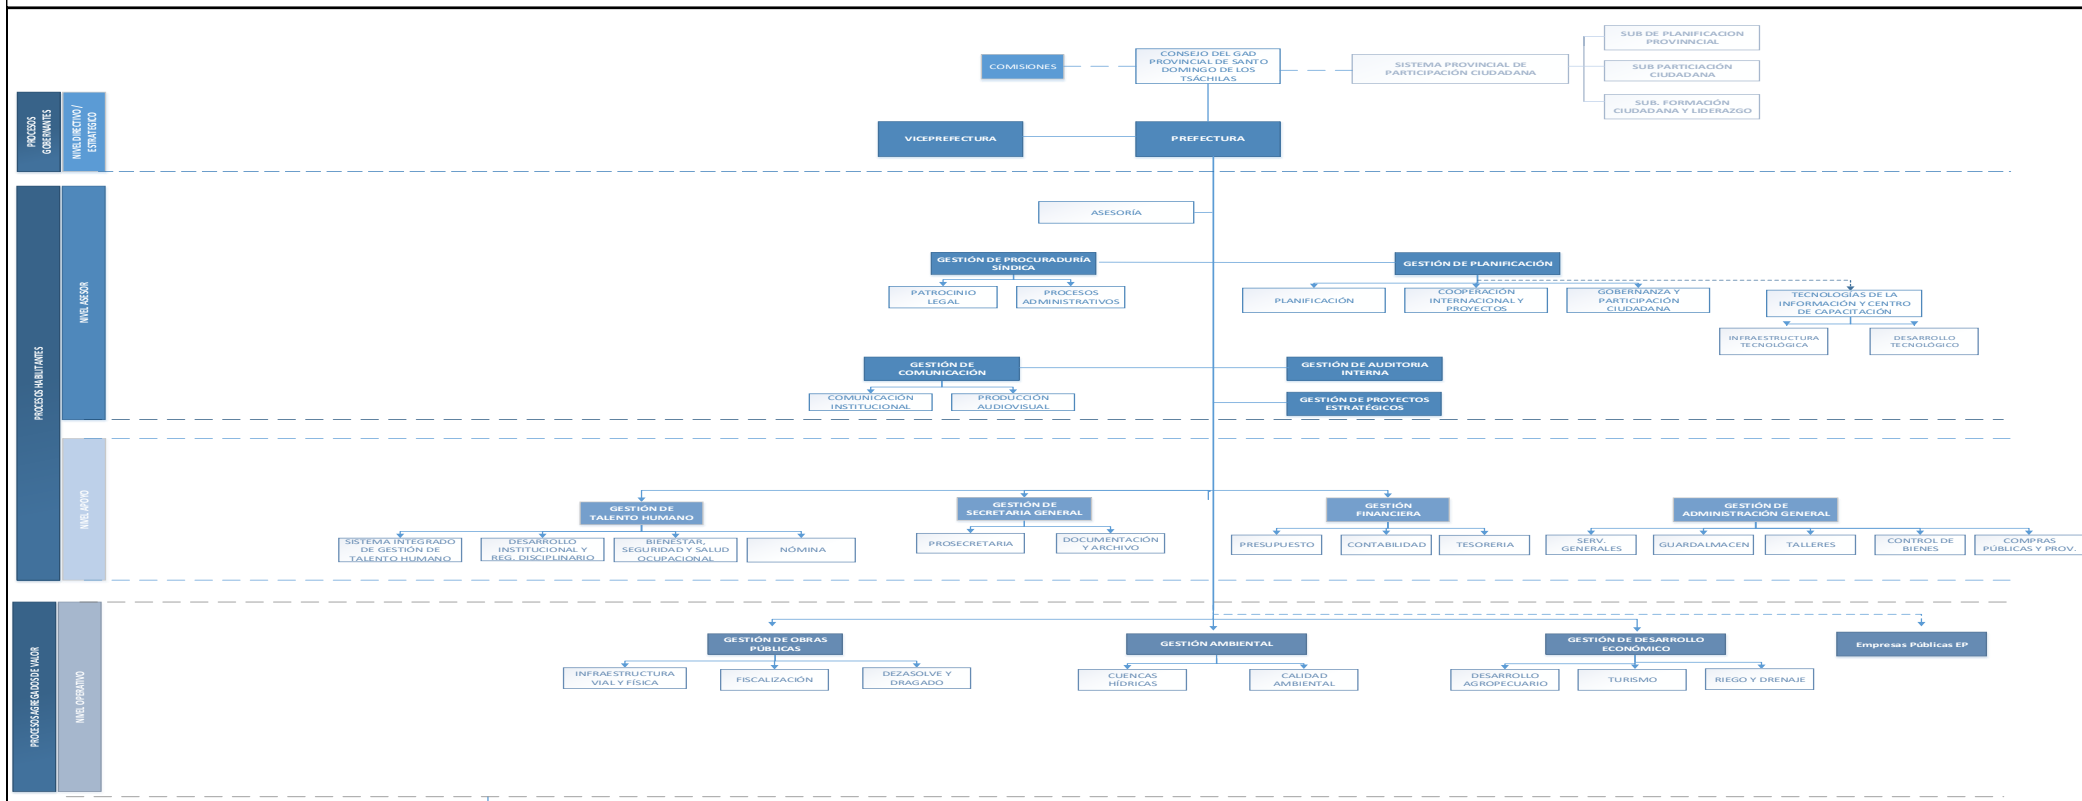 SUB DE PLANIFICACION
PROVINNCIAL
COMISIONES
CONSEJO DEL GAD
PROVINCIAL DE SANTO
DOMINGO DE LOS
TSÁCHILAS
SISTEMA PROVINCIAL DE
PARTICIPACIÓN CIUDADANA
SUB PARTICIACIÓN
CIUDADANA
SUB. FORMACIÓN
CIUDADANA Y LIDERAZGO
PROCESOS
GOBERNANTES
NIVEL DIRECTIVO /
ESTRATEGICO
VICEPREFECTURA
PREFECTURA
PROCESOS HABILITANTES
NIVEL ASESOR
ASESORÍA
GESTIÓN DE PROCURADURÍA
SÍNDICA
GESTIÓN DE PLANIFICACIÓN
PATROCINIO
LEGAL
PROCESOS
ADMINISTRATIVOS
PLANIFICACIÓN
COOPERACIÓN
INTERNACIONAL Y
PROYECTOS
GOBERNANZA Y
PARTICIPACIÓN
CIUDADANA
TECNOLOGÍAS DE LA
INFORMACIÓN Y CENTRO
DE CAPACITACIÓN
INFRAESTRUCTURA
TECNOLÓGICA
DESARROLLO
TECNOLÓGICO
GESTIÓN DE
COMUNICACIÓN
GESTIÓN DE AUDITORIA
INTERNA
COMUNICACIÓN
INSTITUCIONAL
PRODUCCIÓN
AUDIOVISUAL
GESTIÓN DE PROYECTOS
ESTRATÉGICOS
NIVEL APOYO
GESTIÓN DE
TALENTO HUMANO
GESTIÓN DE
SECRETARIA GENERAL
GESTIÓN
FINANCIERA
GESTIÓN DE
ADMINISTRACIÓN GENERAL
SISTEMA INTEGRADO
DE GESTIÓN DE
TALENTO HUMANO
DESARROLLO
INSTITUCIONAL Y
REG. DISCIPLINARIO
BIENESTAR,
SEGURIDAD Y SALUD
OCUPACIONAL
NÓMINA
PROSECRETARIA
DOCUMENTACIÓN
Y ARCHIVO
PRESUPUESTO
CONTABILIDAD
TESORERIA
SERV.
GENERALES
GUARDALMACEN
TALLERES
CONTROL DE
BIENES
COMPRAS
PÚBLICAS Y PROV.
PROCESOS AGREGADOS DE VALOR
NIVEL OPERATIVO
GESTIÓN DE OBRAS
PÚBLICAS
GESTIÓN AMBIENTAL
GESTIÓN DE DESARROLLO
ECONÓMICO
Empresas Públicas EP
INFRAESTRUCTURA
VIAL Y FÍSICA
FISCALIZACIÓN
DEZASOLVE Y
DRAGADO
CUENCAS
HÍDRICAS
CALIDAD
AMBIENTAL
DESARROLLO
AGROPECUARIO
TURISMO
RIEGO Y DRENAJE